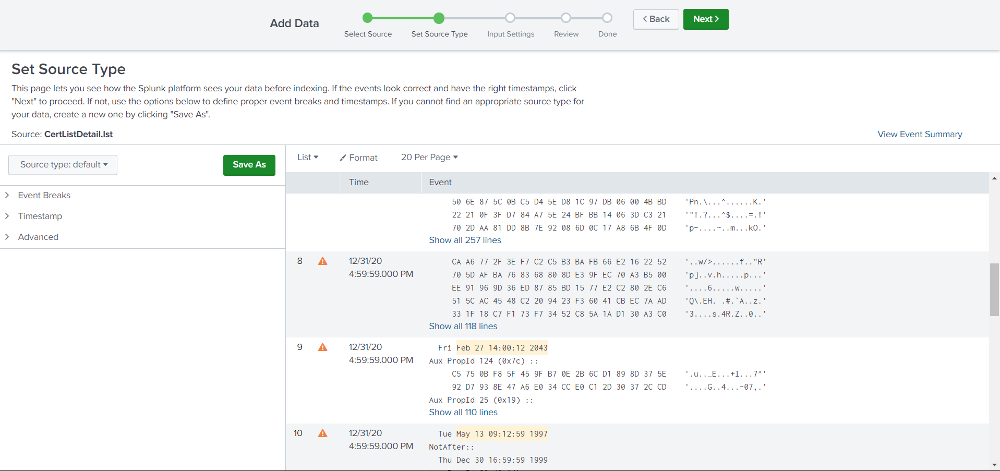 Add Data
Select Source
Set Source Type
Input Settings
Review
Done
Back
Next
Set Source Type
This page lets you see how the Splunk platform sees your data before indexing. If the events look correct and have the right timestamps, click
"Next" to proceed. If not, use the options below to define proper event breaks and timestamps. If you cannot find an appropriate source type for
your data, create a new one by clicking "Save As".
Source: CertListDetail.lst
View Event Summary
Source type: default
Save As
Event Breaks
Timestamp
Advanced
List
Format
20 Per Page
Time
Event
50 6E 87 5C 0B C5 D4 5E D8 1C 97 DB 06 00 4B BD 'Pn.\...^......K.'
22 21 0F 3F D7 84 A7 5E 24 BF BB 14 06 3D C3 21 '"!.?...^$....=.!'
70 2D AA 81 DD 8B 7E 92 08 6D 0C 17 A8 6B 4F 0D 'p-....~..m...kO.'
Show all 257 lines
8
12/31/20
4:59:59.000 PM
CA A6 77 2F 3E F7 C2 C5 B3 BA FB 66 E2 16 22 52 '..w/>......f.."R'
70 5D AF BA 76 83 68 80 8D E3 9F EC 70 A3 B5 00 'p]..v.h.....p...'
EE 91 96 9D 36 ED 87 85 BD 15 77 E2 C2 80 2E C6 '....6.....w.....'
51 5C AC 45 48 C2 20 94 23 F3 60 41 CB EC 7A AD 'Q\.EH. .#.`A..z.'
33 1F 18 C7 F1 73 F7 34 52 C8 5A 1A D1 30 A3 C0 '3....s.4R.Z..0..'
Show all 118 lines
9
12/31/20
4:59:59.000 PM
Fri Feb 27 14:00:12 2043
Aux PropId 124 (0x7c) ::
C5 75 0B F8 5F 45 9F B7 0E 2B 6C D1 89 8D 37 5E '.u.._E...+l...7^'
92 D7 93 8E 47 A6 E0 34 CC E0 C1 2D 30 37 2C CD '....G..4...-07,.'
Aux PropId 25 (0x19) ::
Show all 110 lines
10
12/31/20
4:59:59.000 PM
Tue May 13 09:12:59 1997
NotAfter::
Thu Dec 30 16:59:59 1999